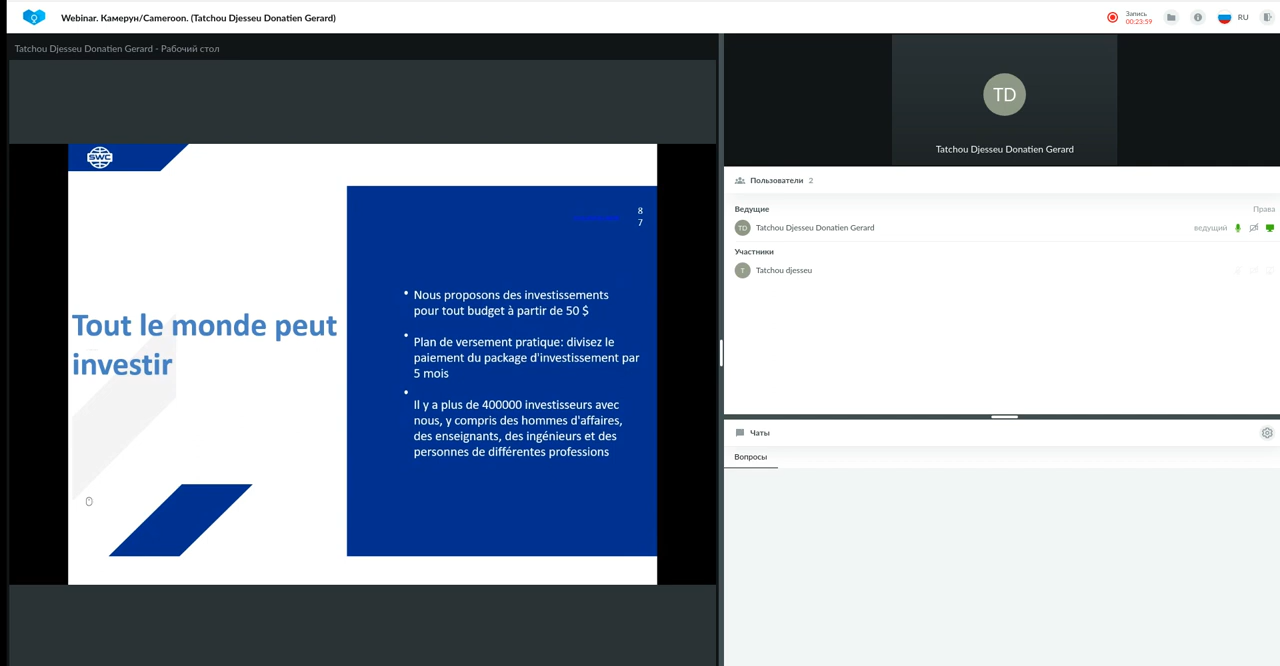 Webinar. Камерун/Cameroon. (Tatchou Djesseu Donatien Gerard)
Запись
00:23:59
RU
Tatchou Djesseu Donatien Gerard - Рабочий стол
SWC
8
7
Tout le monde peut
investir
• Nous proposons des investissements
pour tout budget à partir de 50 $
• Plan de versement pratique: divisez le
paiement du package d'investissement par
5 mois
•
Il y a plus de 400000 investisseurs avec
nous, y compris des hommes d'affaires,
des enseignants, des ingénieurs et des
personnes de différentes professions
TD
Tatchou Djesseu Donatien Gerard
Пользователи 2
Ведущие Права
TD Tatchou Djesseu Donatien Gerard ведущий
Участники
T Tatchou djesseu
Чаты
Вопросы